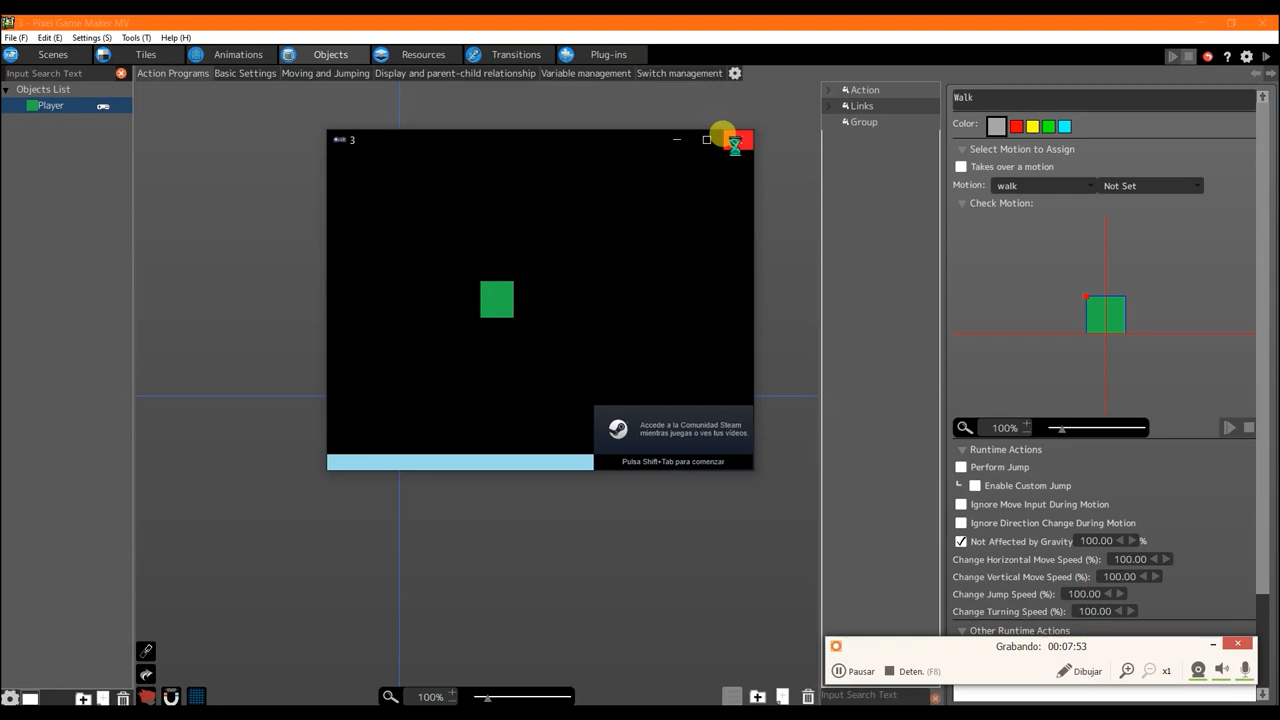 3 - Pixel Game Maker MV
File (F) Edit (E) Settings (S) Tools (T) Help (H)
Scenes Tiles Animations Objects Resources Transitions Plug-ins
Input Search Text Action Programs Basic Settings Moving and Jumping Display and parent-child relationship Variable management Switch management
Objects List
Player
3
Accede a la Comunidad Steam
mientras juegas o ves tus vídeos.
Pulsa Shift+Tab para comenzar
100%
Action
Links
Group
Walk
Color:
Select Motion to Assign
Takes over a motion
Motion: walk Not Set
Check Motion:
100%
Runtime Actions
Perform Jump
Enable Custom Jump
Ignore Move Input During Motion
Ignore Direction Change During Motion
Not Affected by Gravity 100.00 %
Change Horizontal Move Speed (%): 100.00
Change Vertical Move Speed (%): 100.00
Change Jump Speed (%): 100.00
Change Turning Speed (%): 100.00
Other Runtime Actions
Grabando: 00:07:53
Pausar Deten. (F8) Dibujar x1
Input Search Text